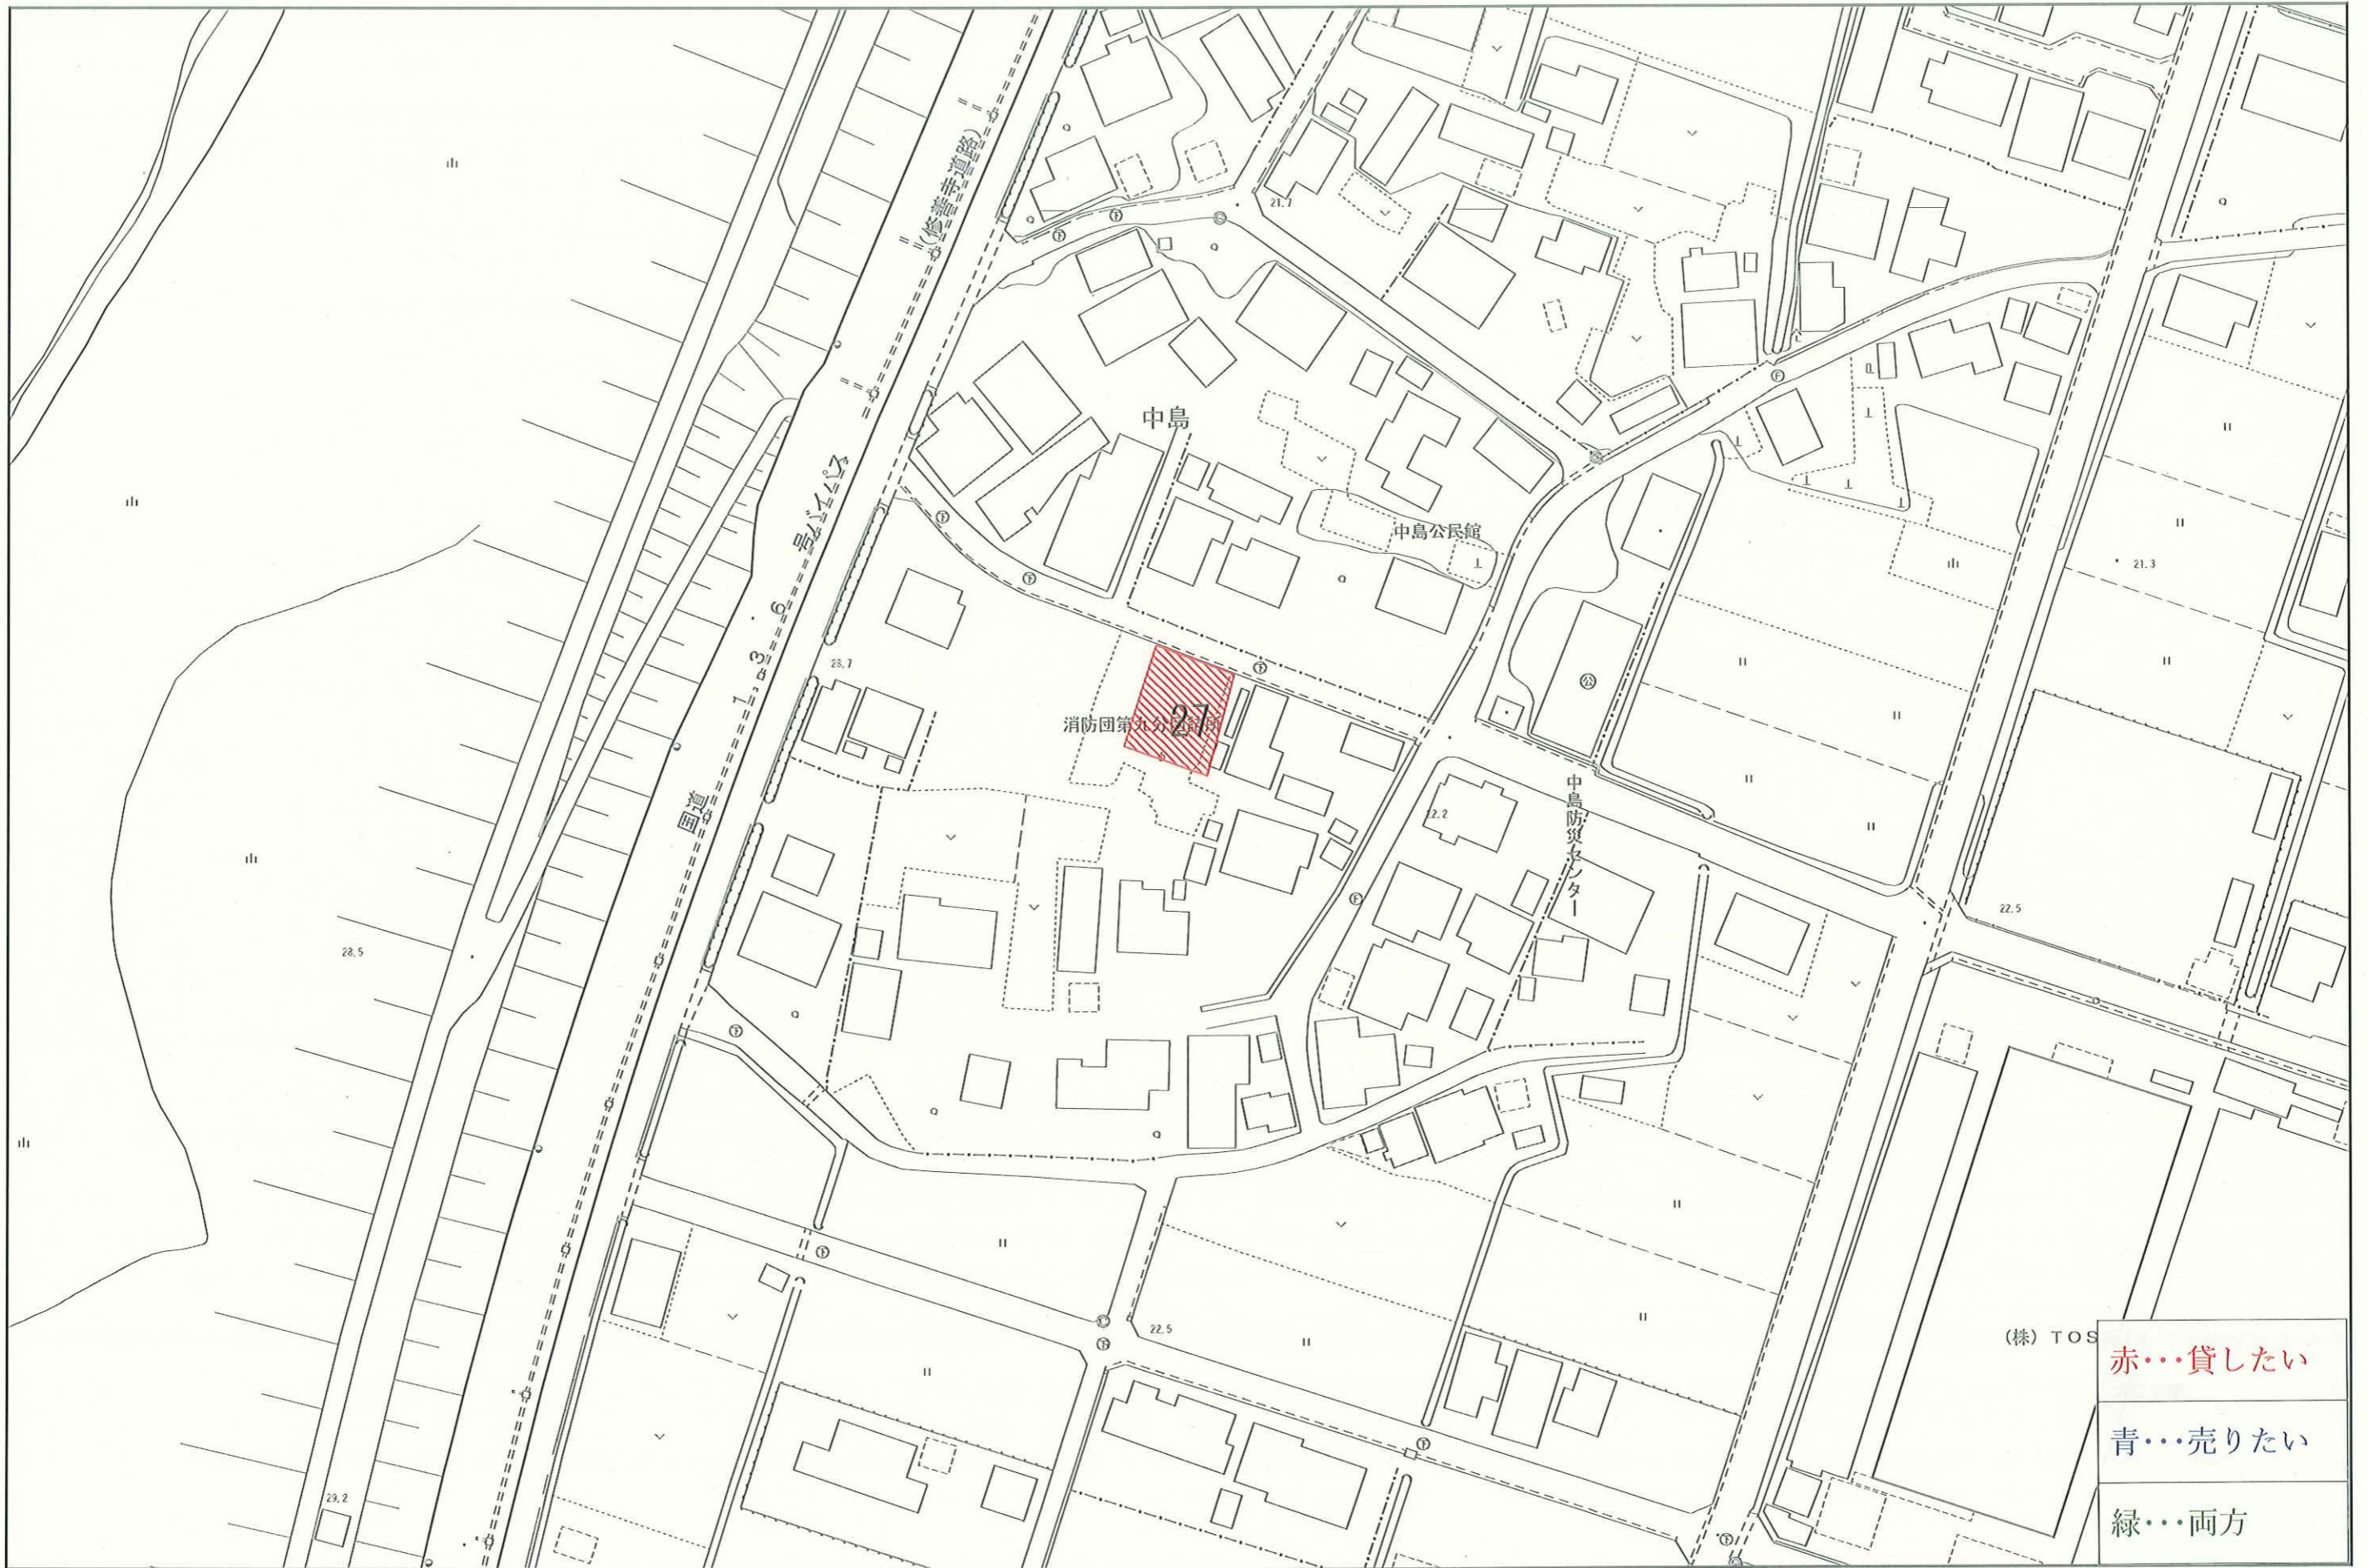 (修善寺道路)
21.7
中島
号バイパス
中島公民館
21.3
6
3
1
28.7
消防団第九分団詰所
27
公
国道
22.2
中島防災センター
22.5
28.5
22.5
(株)TOS
赤・・・貸したい
青・・・売りたい
緑・・・両方
29.2